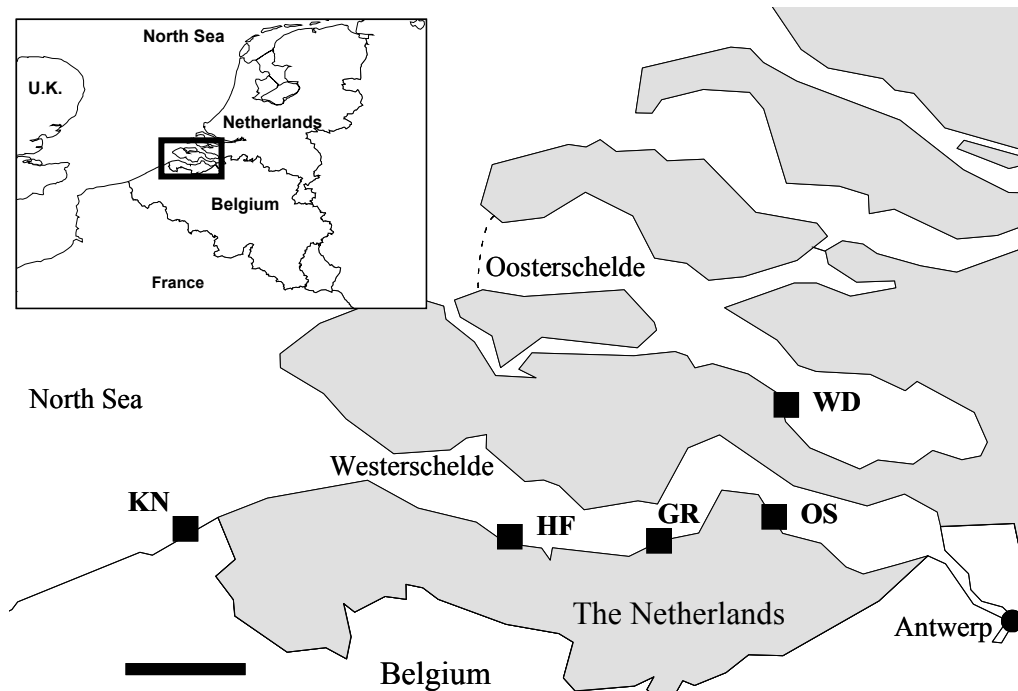 North Sea
U.K.
Netherlands
Belgium
France
Oosterschelde
North Sea
WD
Westerschelde
KN
HF
GR
OS
The Netherlands
Antwerp
Belgium